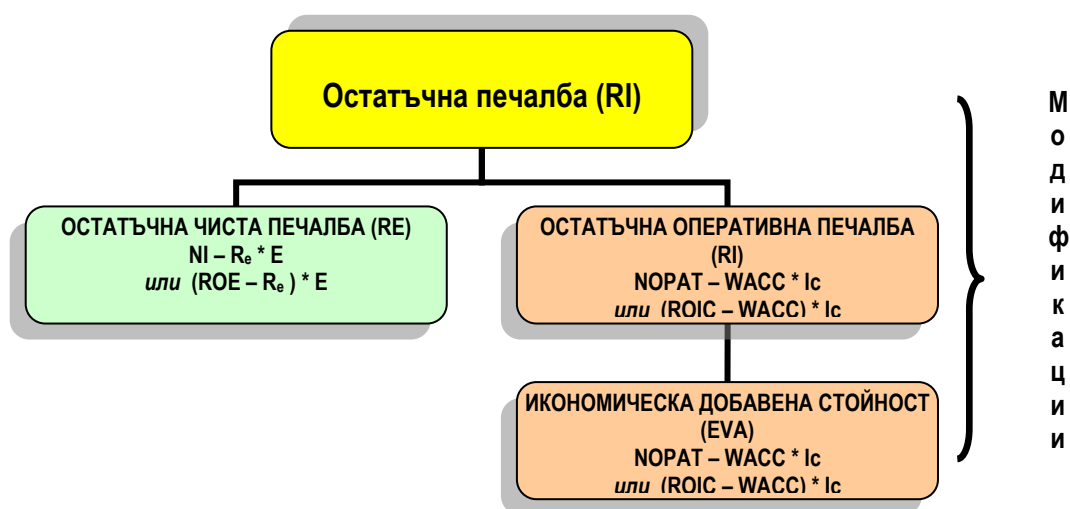 Остатъчна печалба (RI)
ОСТАТЪЧНА ЧИСТА ПЕЧАЛБА (RE)
NI – Re * E
или (ROE – Re ) * E
ОСТАТЪЧНА ОПЕРАТИВНА ПЕЧАЛБА
(RI)
NOPAT – WACC * Ic
или (ROIC – WACC) * Ic
ИКОНОМИЧЕСКА ДОБАВЕНА СТОЙНОСТ
(EVA)
NOPAT – WACC * Ic
или (ROIC – WACC) * Ic
Модификации